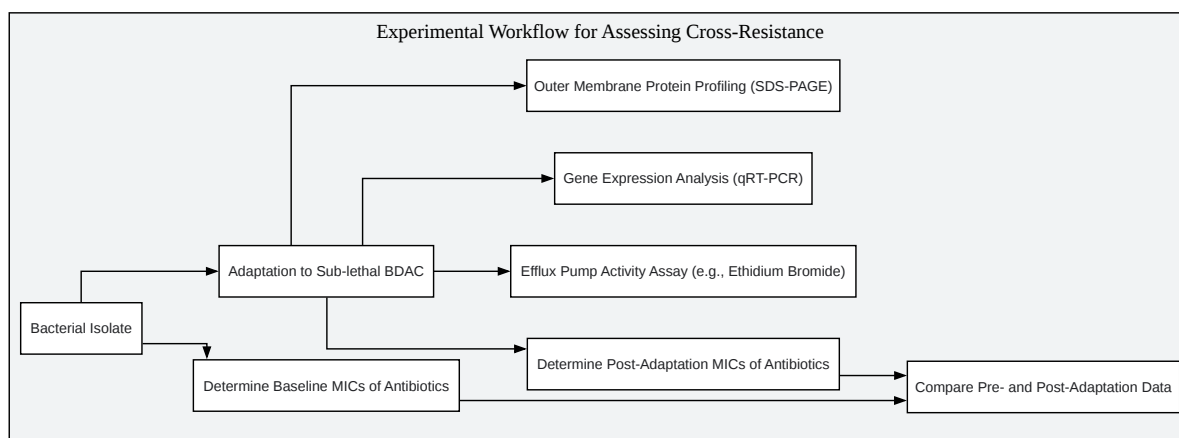 Experimental Workflow for Assessing Cross-Resistance
Outer Membrane Protein Profiling (SDS-PAGE)
Gene Expression Analysis (qRT-PCR)
Adaptation to Sub-lethal BDAC
Efflux Pump Activity Assay (e.g., Ethidium Bromide)
Bacterial Isolate
Determine Post-Adaptation MICs of Antibiotics
Determine Baseline MICs of Antibiotics
Compare Pre- and Post-Adaptation Data